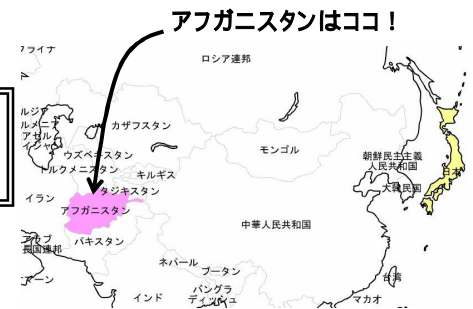 アフガニスタンはココ！
ロシア連邦
カザフスタン
モンゴル
ウズベキスタン
トルクメニスタン
キルギス
タジキスタン
朝鮮民主主義
人民共和国
日本
大韓民国
イラン
アフガニスタン
中華人民共和国
パキスタン
ネパール
ブータン
台湾
インド
バングラ
ディッシュ
マカオ